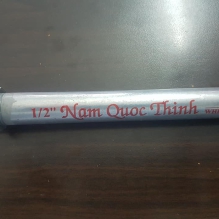 1/2" Nam Quoc Thinh